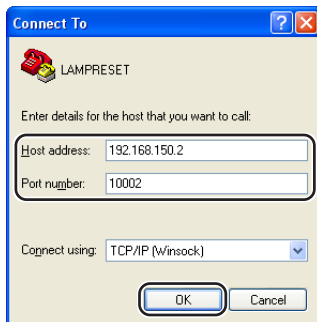 Connect To
LAMPRESET
Enter details for the host that you want to call:
Host address: 192.168.150.2
Port number: 10002
Connect using: TCP/IP (Winsock)
OK Cancel